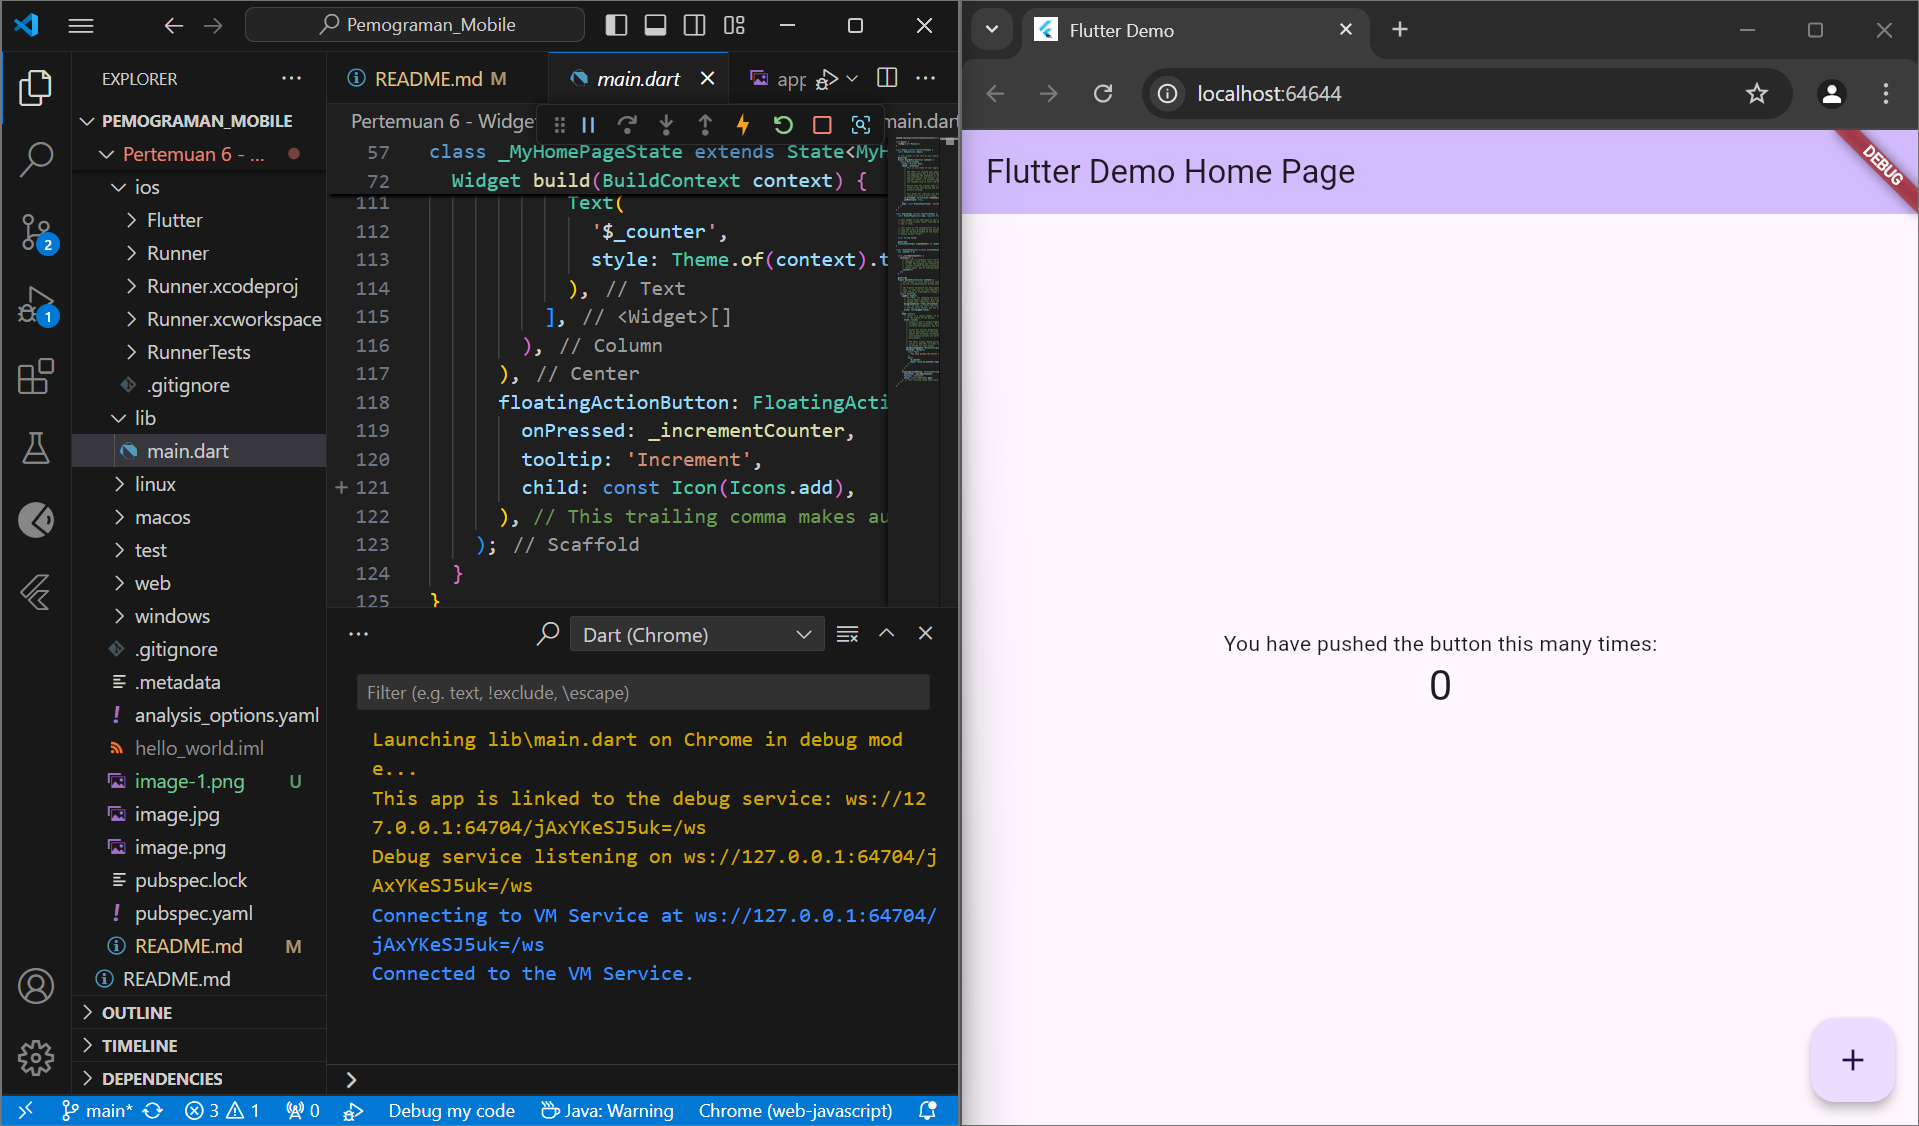 Pemograman_Mobile
EXPLORER
PEMOGRAMAN_MOBILE
Pertemuan 6 - ...
ios
Flutter
Runner
Runner.xcodeproj
Runner.xcworkspace
RunnerTests
.gitignore
lib
main.dart
linux
macos
test
web
windows
.gitignore
.metadata
analysis_options.yaml
hello_world.iml
image-1.png U
image.jpg
image.png
pubspec.lock
pubspec.yaml
README.md M
README.md
OUTLINE
TIMELINE
DEPENDENCIES
2
1
README.md M
main.dart
app
Pertemuan 6 - Widge
main.dart
57 class _MyHomePageState extends State<MyH
72 Widget build(BuildContext context) {
111 Text(
112 '$_counter',
113 style: Theme.of(context).t
114 ), // Text
115 ], // <Widget>[]
116 ), // Column
117 ), // Center
118 floatingActionButton: FloatingActi
119 onPressed: _incrementCounter,
120 tooltip: 'Increment',
121 child: const Icon(Icons.add),
122 ), // This trailing comma makes au
123 ); // Scaffold
124 }
125 }
Dart (Chrome)
Filter (e.g. text, !exclude, \escape)
Launching lib\main.dart on Chrome in debug mod
e...
This app is linked to the debug service: ws://12
7.0.0.1:64704/jAxYKeSJ5uk=/ws
Debug service listening on ws://127.0.0.1:64704/j
AxYKeSJ5uk=/ws
Connecting to VM Service at ws://127.0.0.1:64704/
jAxYKeSJ5uk=/ws
Connected to the VM Service.
main* 3 1 0 Debug my code Java: Warning Chrome (web-javascript)
Flutter Demo
localhost:64644
Flutter Demo Home Page
DEBUG
You have pushed the button this many times:
0